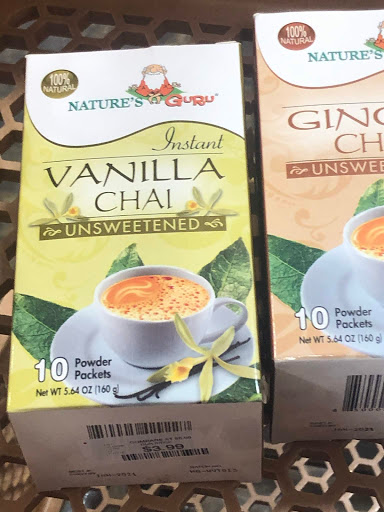 100%
NATURAL
NATURE'S GURU
Instant
VANILLA
CHAI
UNSWEETENED
10 Powder
Packets
Net WT 5.64 OZ (160 g)
$3.99
100%
NATURAL
NATURE'S
GING
CH
UNSWEE
10 Powder
Packets
Net WT 5.64 OZ (160 g)